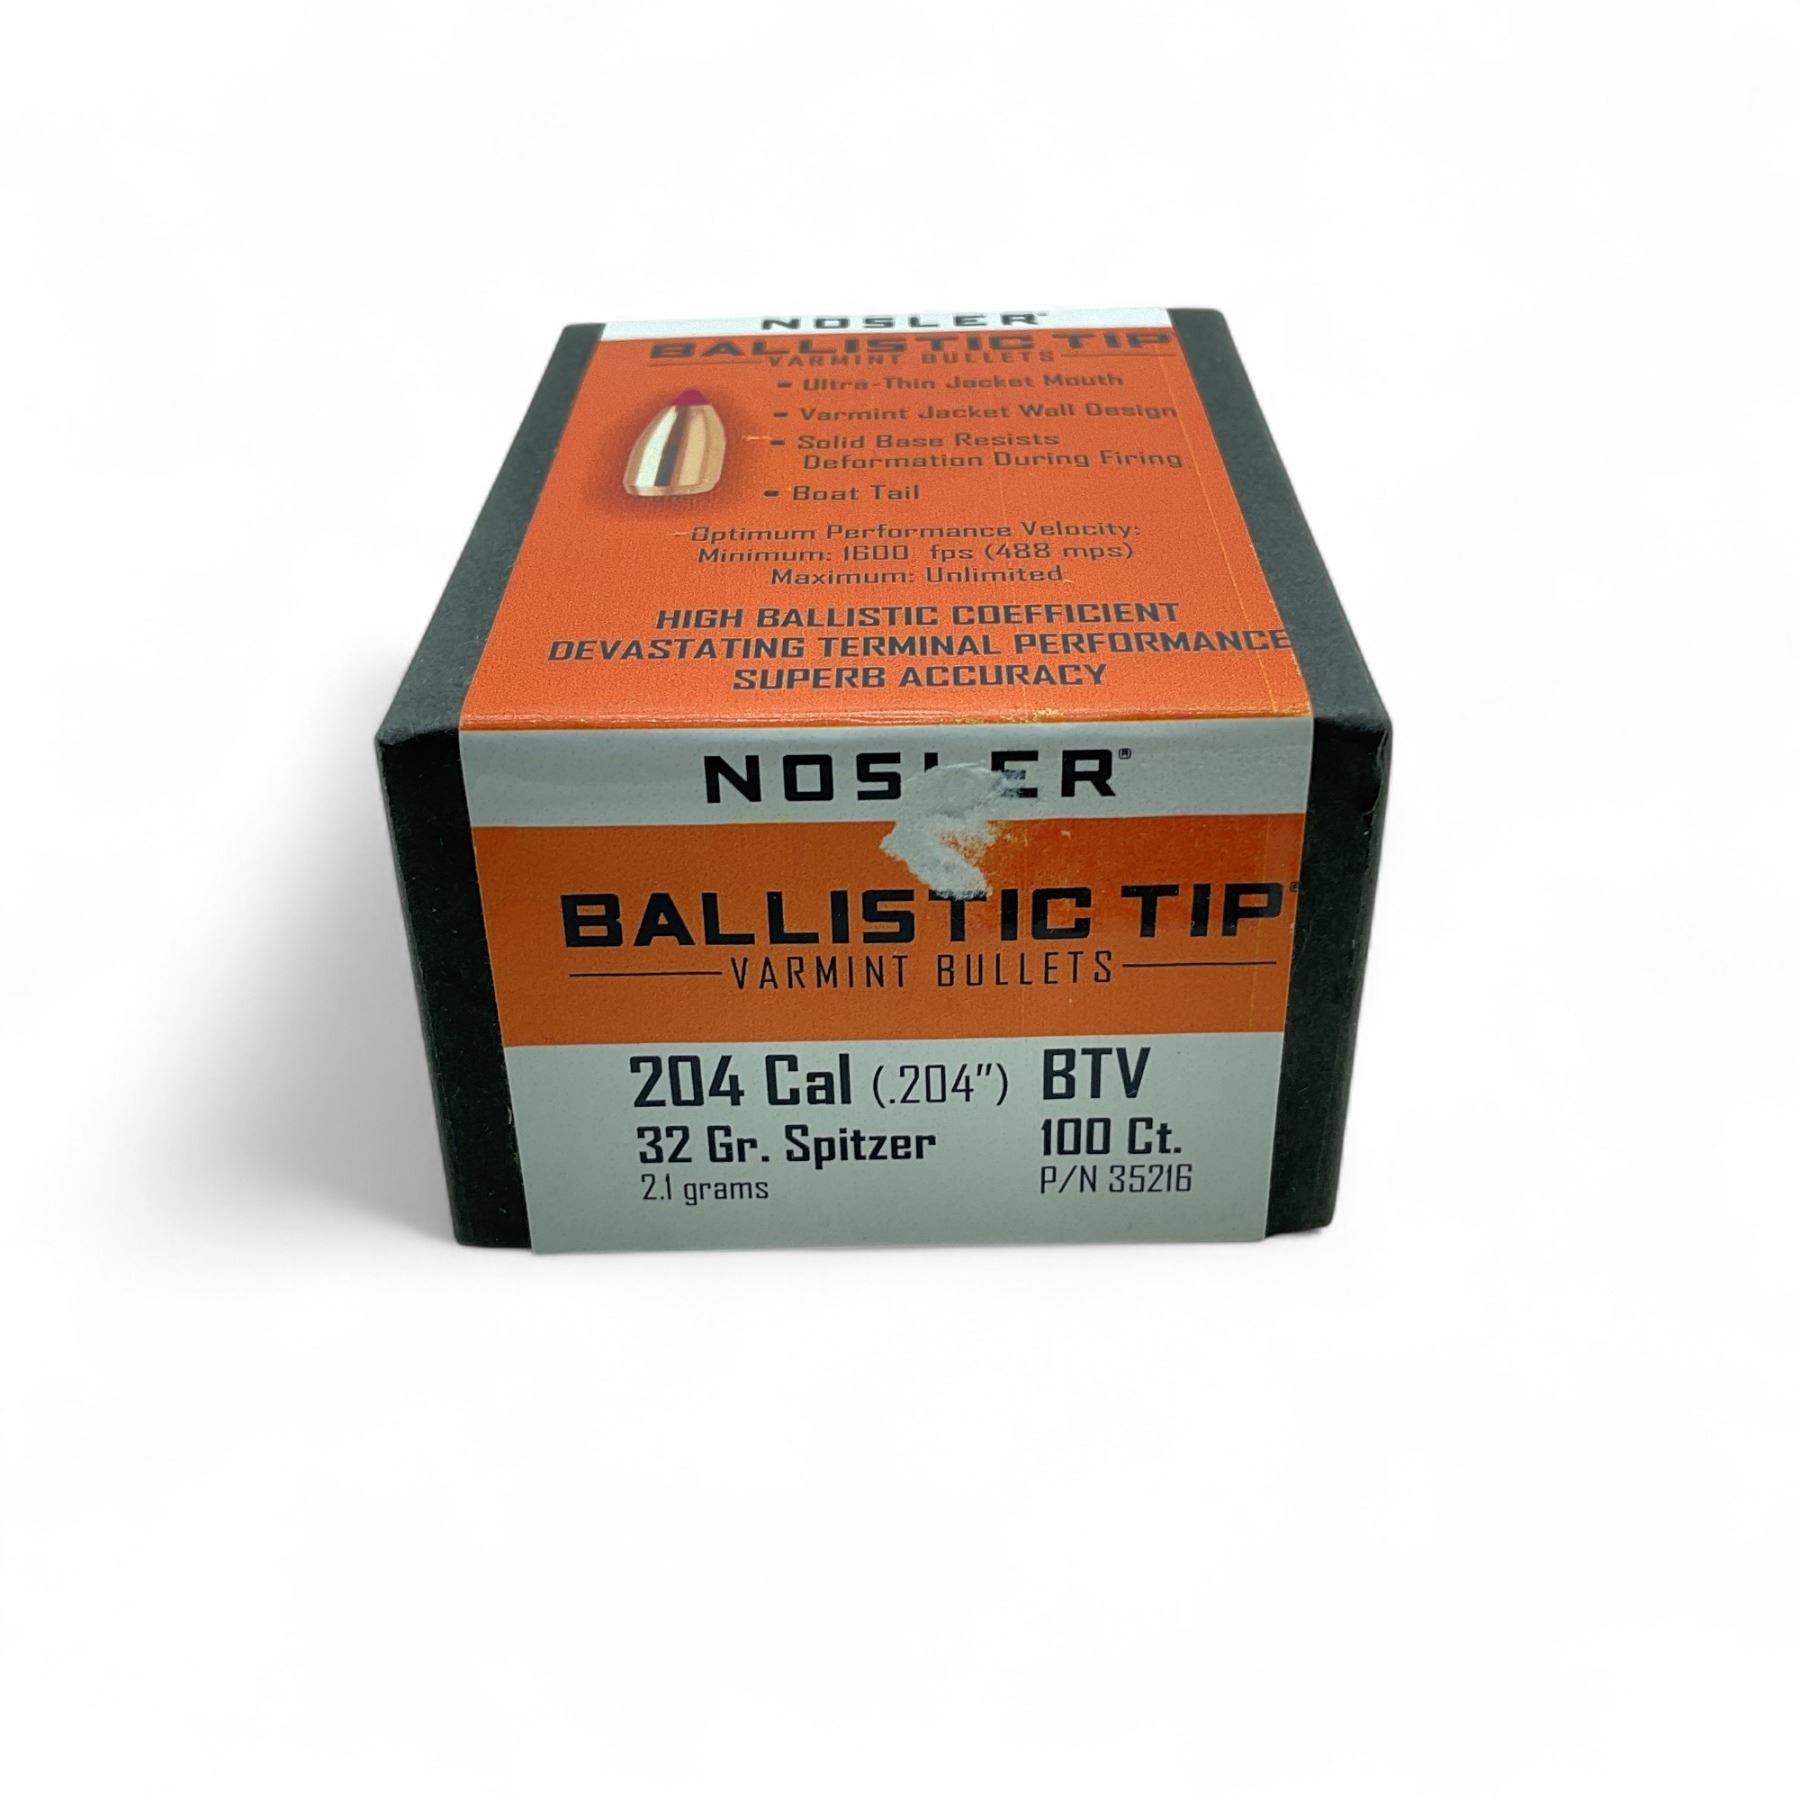 NOSLER®
BALLISTIC TIP
VARMINT BULLETS
▪ Ultra-Thin Jacket Mouth
▪ Varmint Jacket Wall Design
▪ Solid Base Resists
Deformation During Firing
▪ Boat Tail
Optimum Performance Velocity:
Minimum: 1600 fps (488 mps)
Maximum: Unlimited
HIGH BALLISTIC COEFFICIENT
DEVASTATING TERMINAL PERFORMANCE
SUPERB ACCURACY
NOSLER®
BALLISTIC TIP®
VARMINT BULLETS
204 Cal (.204") BTV
32 Gr. Spitzer 100 Ct.
2.1 grams P/N 35216